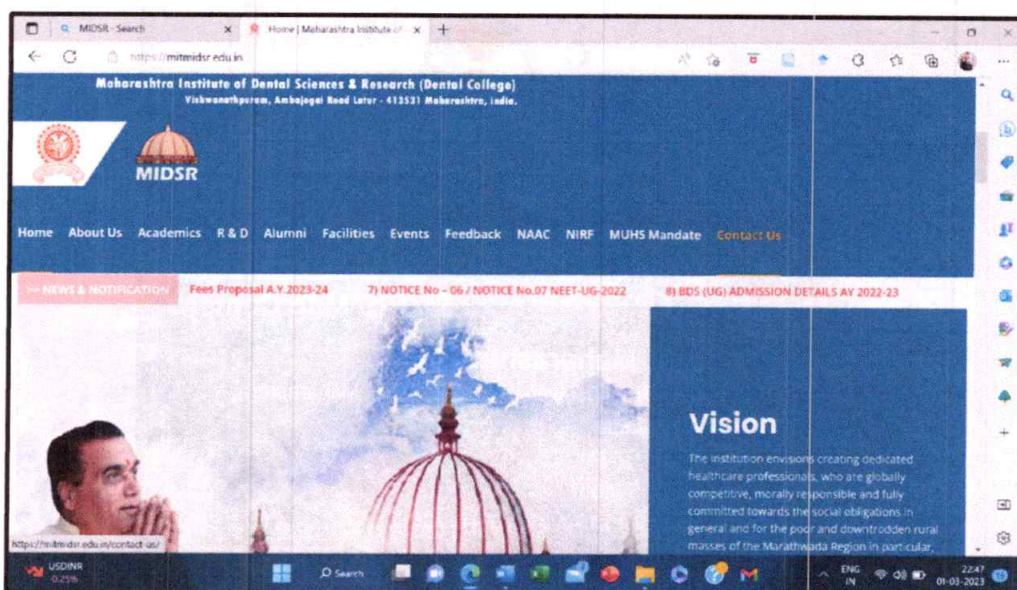 MIDSR - Search
Home | Maharashtra Institute of
https://mitmidsr.edu.in
Maharashtra Institute of Dental Sciences & Research (Dental College)
Vishwanathpuram, Ambajogai Road Latur - 413531 Maharashtra, india.
MIDSR
Home About Us Academics R & D Alumni Facilities Events Feedback NAAC NIRF MUHS Mandate Contact Us
>> NEWS & NOTIFICATION Fees Proposal A.Y.2023-24 7) NOTICE No – 06 / NOTICE No.07 NEET-UG-2022 8) BDS (UG) ADMISSION DETAILS AY 2022-23
Vision
The institution envisions creating dedicated
healthcare professionals, who are globally
competitive, morally responsible and fully
committed towards the social obligations in
general and for the poor and downtrodden rural
masses of the Marathwada Region in particular,
https://mitmidsr.edu.in/contact-us/
USDINR
0.25%
Search
ENG
IN
22:47
01-03-2023